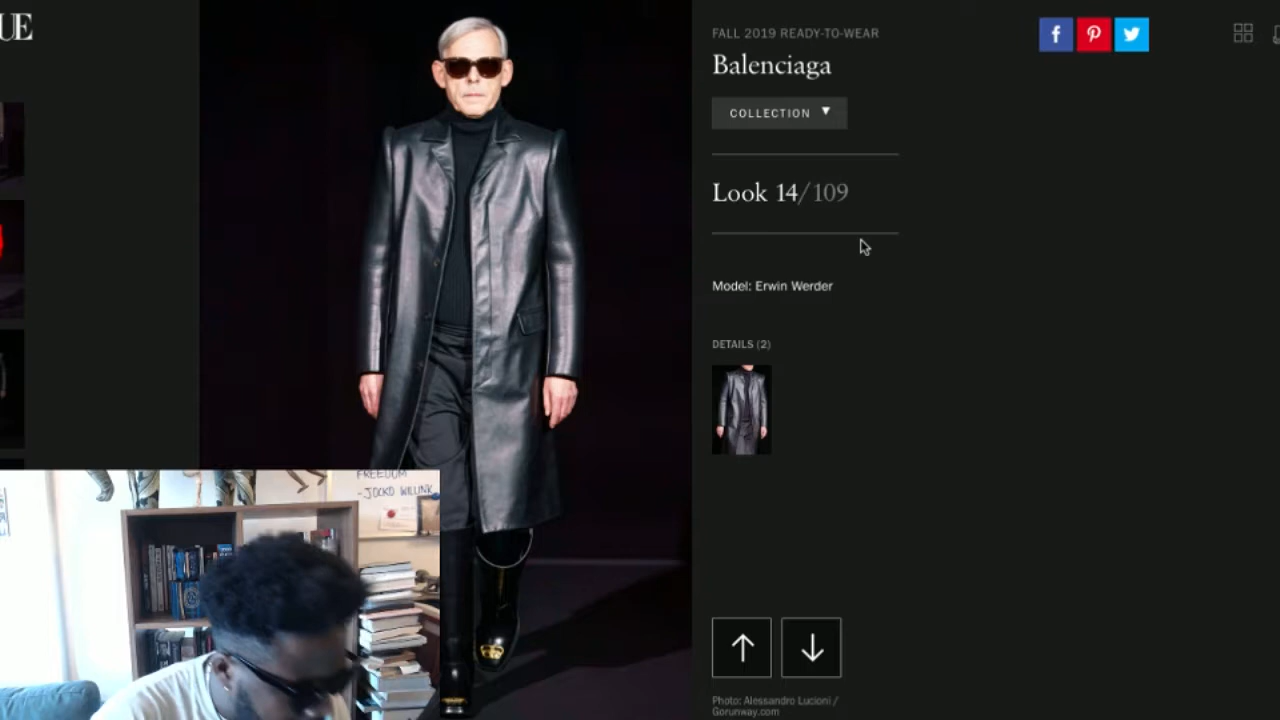 UE
FALL 2019 READY-TO-WEAR
Balenciaga
COLLECTION
Look 14/109
Model: Erwin Werder
DETAILS (2)
FREEDOM
-JOCKO WILLINK
Photo: Alessandro Lucioni /
Gorunway.com